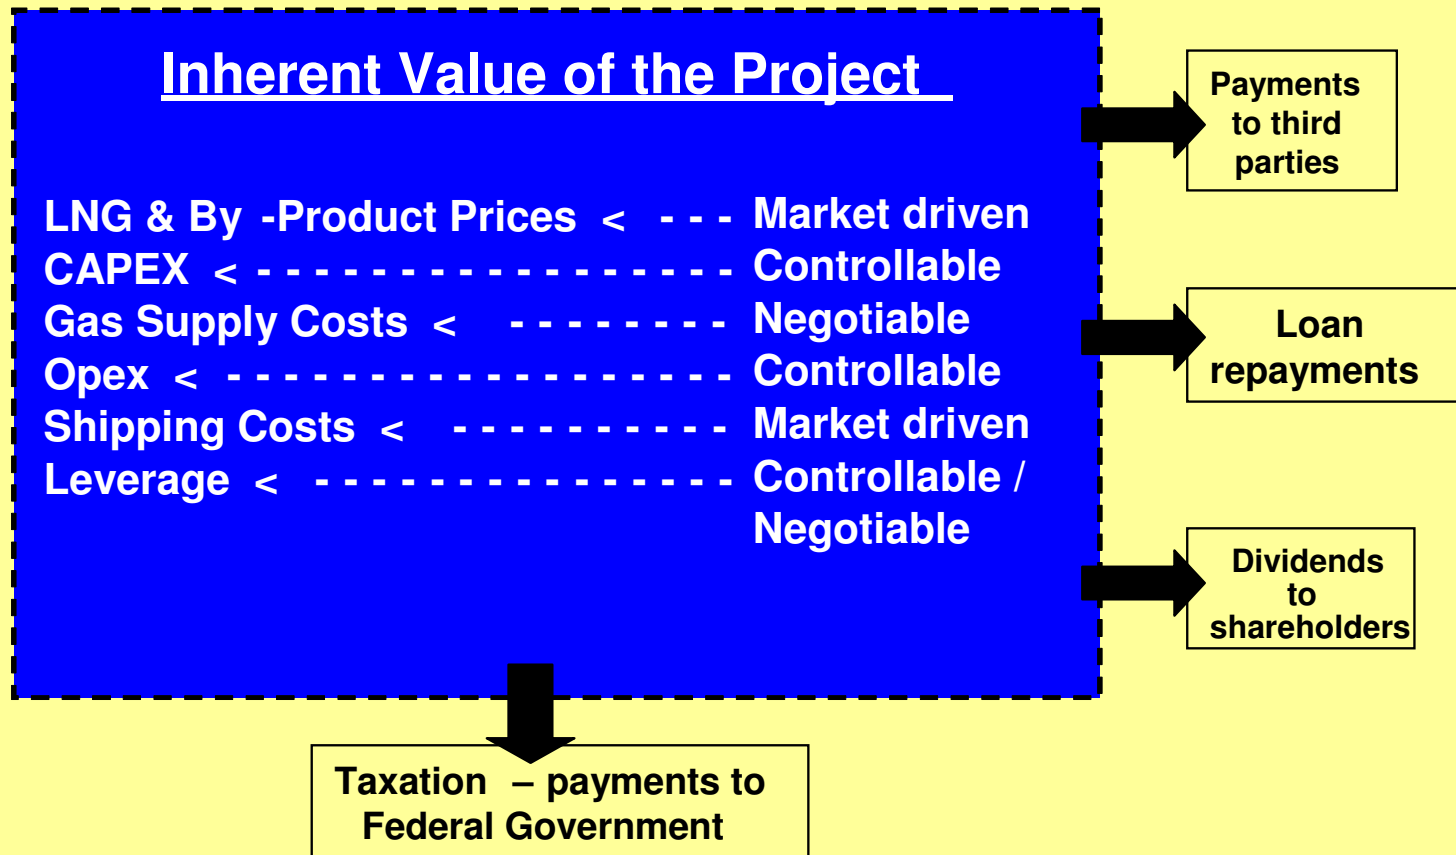 Inherent Value of the Project
LNG & By -Product Prices < - - - Market driven
CAPEX < - - - - - - - - - - - - - - - - - Controllable
Gas Supply Costs < - - - - - - - - Negotiable
Opex < - - - - - - - - - - - - - - - - - - Controllable
Shipping Costs < - - - - - - - - - - Market driven
Leverage < - - - - - - - - - - - - - - - Controllable /
Negotiable
Payments
to third
parties
Loan
repayments
Dividends
to
shareholders
Taxation – payments to
Federal Government